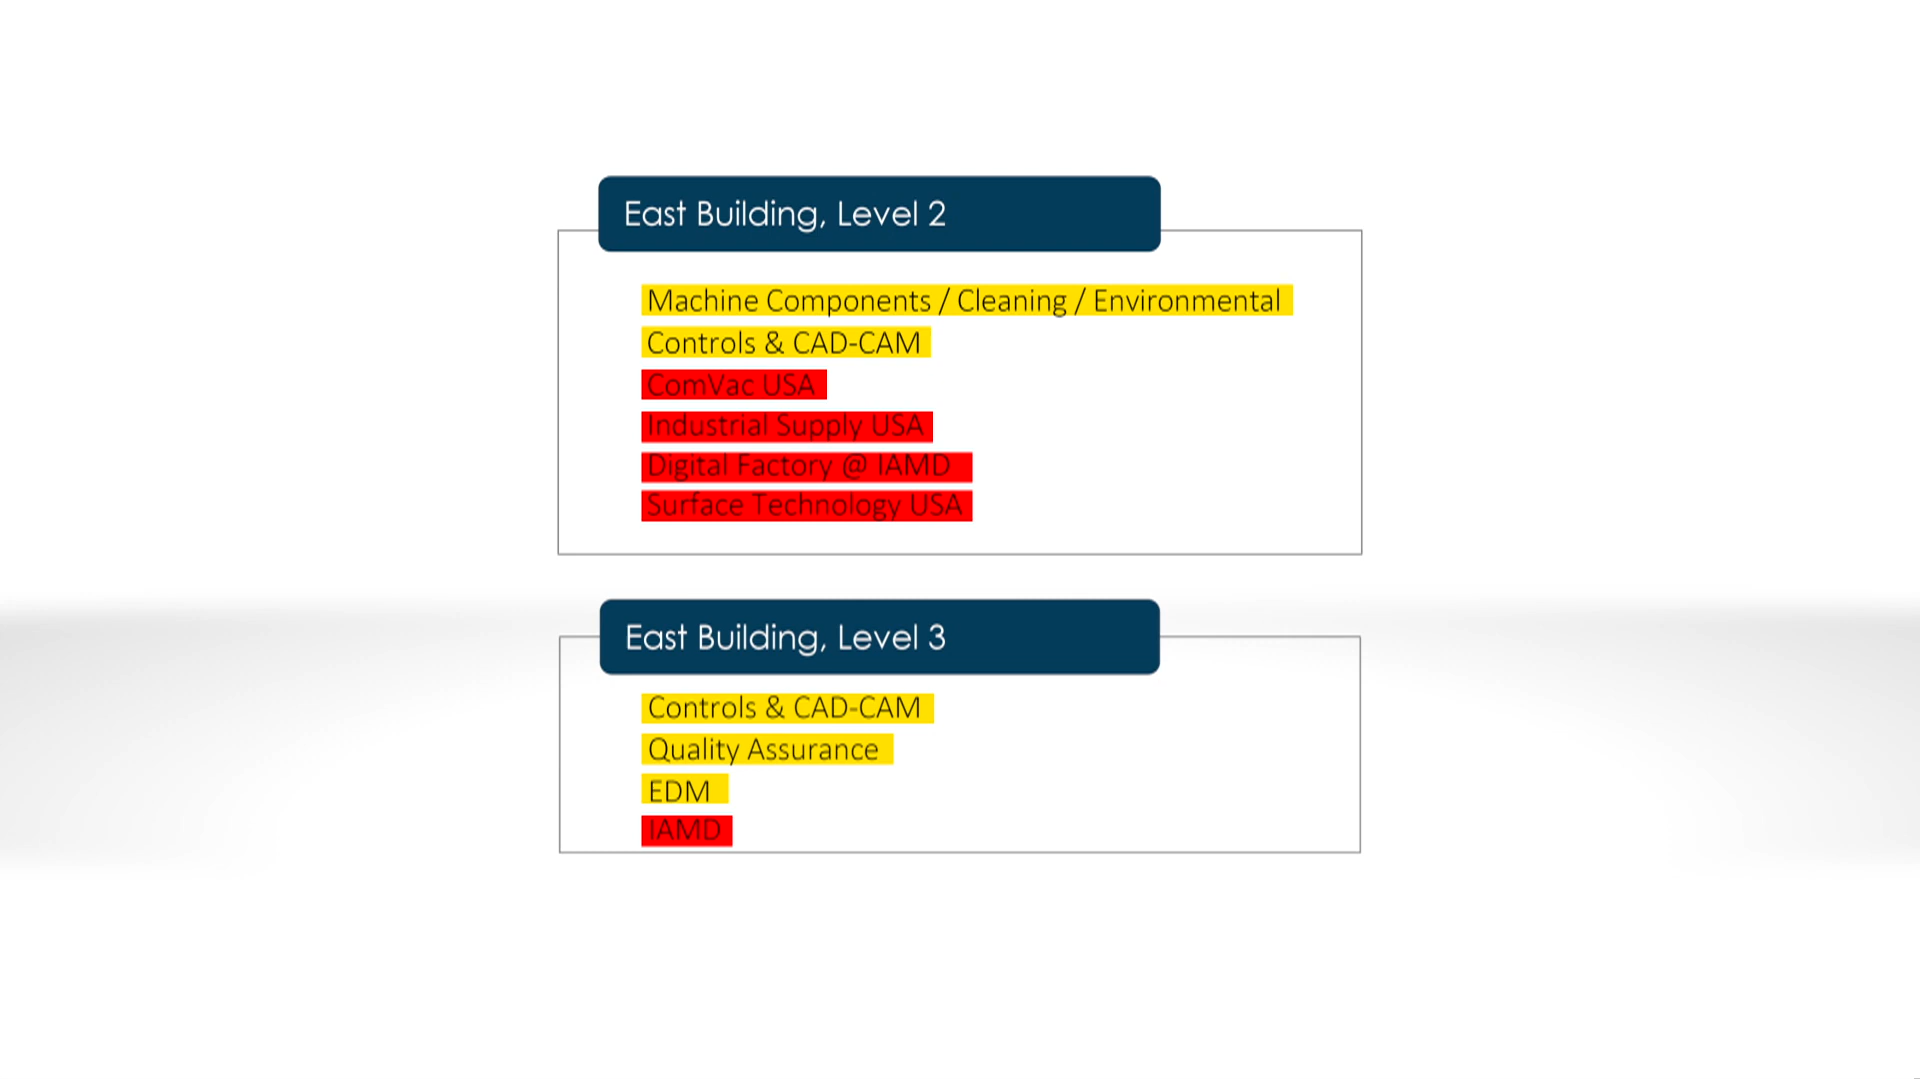 East Building, Level 2
Machine Components / Cleaning / Environmental
Controls & CAD-CAM
ComVac USA
Industrial Supply USA
Digital Factory @ IAMD
Surface Technology USA
East Building, Level 3
Controls & CAD-CAM
Quality Assurance
EDM
IAMD